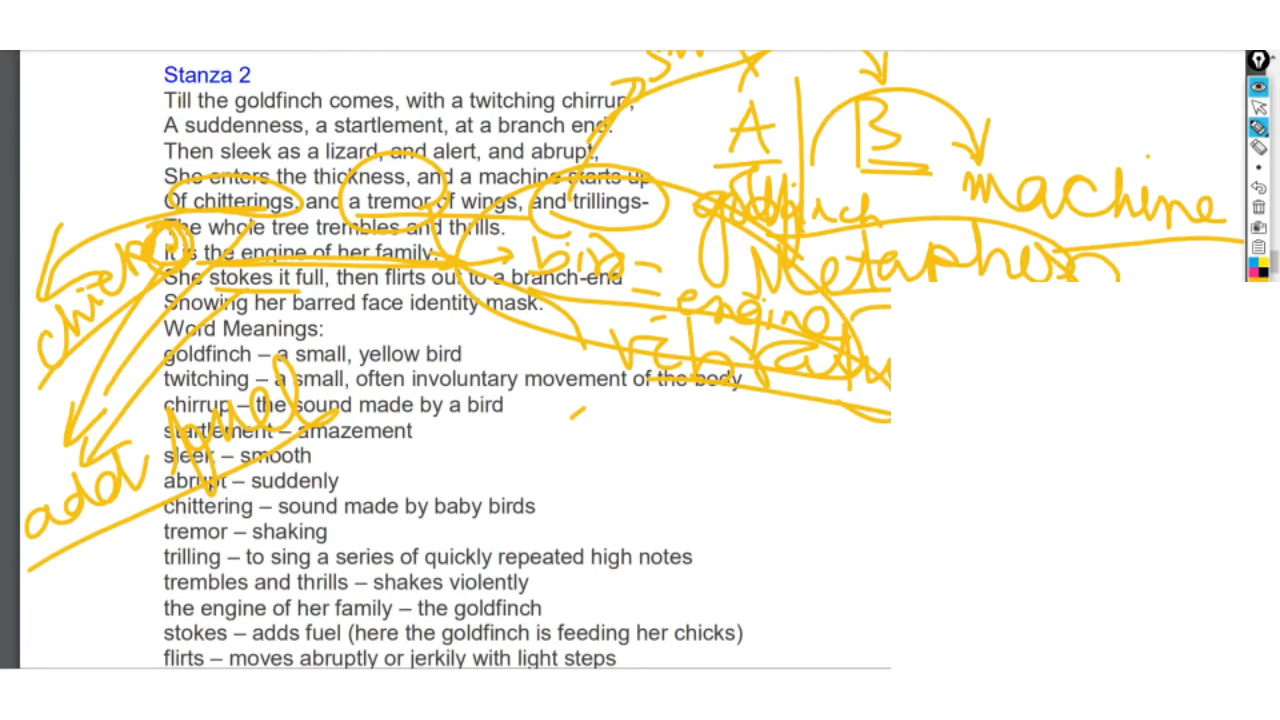 Stanza 2
Till the goldfinch comes, with a twitching chirrup,
A suddenness, a startlement, at a branch end.
Then sleek as a lizard, and alert, and abrupt,
She enters the thickness, and a machine starts up
Of chitterings, and a tremor of wings, and trillings-
The whole tree trembles and thrills.
It is the engine of her family.
She stokes it full, then flirts out to a branch-end
Showing her barred face identity mask.
Word Meanings:
goldfinch – a small, yellow bird
twitching – a small, often involuntary movement of the body
chirrup – the sound made by a bird
startlement – amazement
sleek – smooth
abrupt – suddenly
chittering – sound made by baby birds
tremor – shaking
trilling – to sing a series of quickly repeated high notes
trembles and thrills – shakes violently
the engine of her family – the goldfinch
stokes – adds fuel (here the goldfinch is feeding her chicks)
flirts – moves abruptly or jerkily with light steps
A B
goldfinch machine
Metaphor
bird =
engine
add fuel